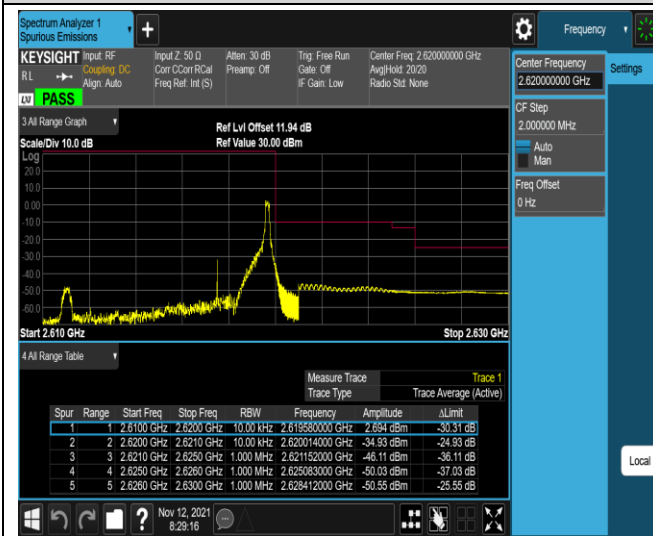 Spectrum Analyzer 1
Spurious Emissions
+
Frequency
KEYSIGHT Input: RF Input Z: 50 Ω Atten: 30 dB Trig: Free Run Center Freq: 2.620000000 GHz
RL Coupling: DC Corr CCorr RCal Preamp: Off Gate: Off Avg|Hold: 20/20
Align: Auto Freq Ref: Int (S) IF Gain: Low Radio Std: None
LXI PASS
Center Frequency
2.620000000 GHz
Settings
CF Step
2.000000 MHz
Auto
Man
Freq Offset
0 Hz
3 All Range Graph
Ref Lvl Offset 11.94 dB
Scale/Div 10.0 dB Ref Value 30.00 dBm
Log
20.0
10.0
0.00
-10.0
-20.0
-30.0
-40.0
-50.0
-60.0
Start 2.610 GHz Stop 2.630 GHz
4 All Range Table
Measure Trace Trace 1
Trace Type Trace Average (Active)
Spur Range Start Freq Stop Freq RBW Frequency Amplitude ΔLimit
1 1 2.6100 GHz 2.6200 GHz 10.00 kHz 2.619580000 GHz 2.694 dBm -30.31 dB
2 2 2.6200 GHz 2.6210 GHz 10.00 kHz 2.620014000 GHz -34.93 dBm -24.93 dB
3 3 2.6210 GHz 2.6250 GHz 1.000 MHz 2.621152000 GHz -46.11 dBm -36.11 dB
4 4 2.6250 GHz 2.6260 GHz 1.000 MHz 2.625083000 GHz -50.03 dBm -37.03 dB
5 5 2.6260 GHz 2.6300 GHz 1.000 MHz 2.628412000 GHz -50.55 dBm -25.55 dB
Local
? Nov 12, 2021
8:29:16